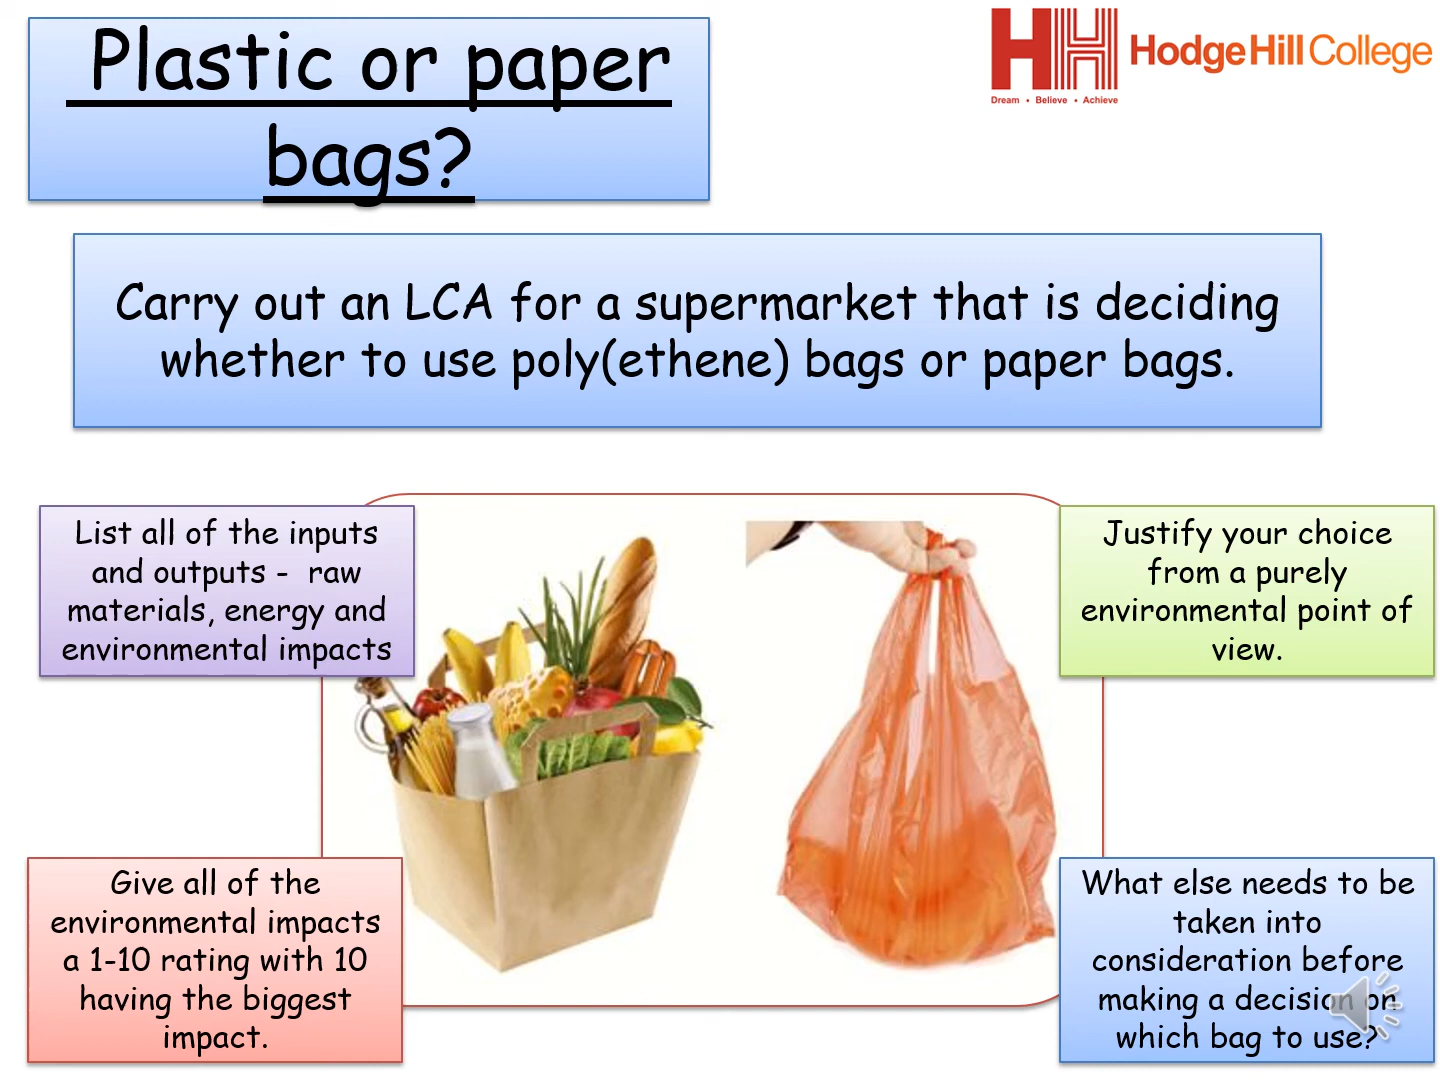 Plastic or paper
bags?
HH HodgeHillCollege
Dream • Believe • Achieve
Carry out an LCA for a supermarket that is deciding
whether to use poly(ethene) bags or paper bags.
List all of the inputs
and outputs - raw
materials, energy and
environmental impacts
Justify your choice
from a purely
environmental point of
view.
Give all of the
environmental impacts
a 1-10 rating with 10
having the biggest
impact.
What else needs to be
taken into
consideration before
making a decision on
which bag to use?